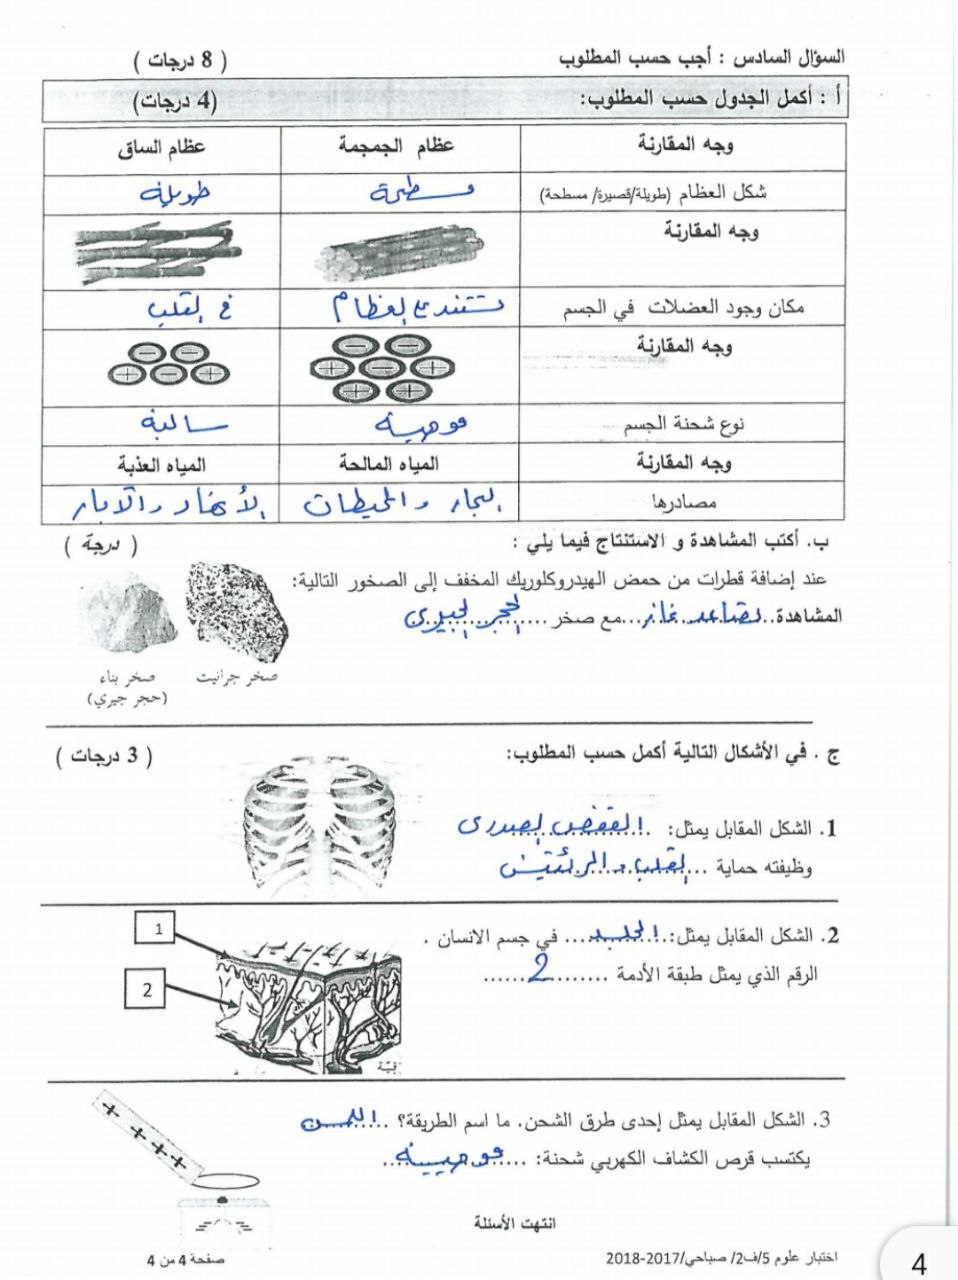 السؤال السادس : أجب حسب المطلوب ( 8 درجات )
أ : أكمل الجدول حسب المطلوب: (4 درجات)
وجه المقارنة عظام الجمجمة عظام الساق
شكل العظام (طويلة/قصيرة/ مسطحة) مسطحة طويلة
وجه المقارنة
مكان وجود العضلات في الجسم تستند على العظام في القلب
وجه المقارنة
نوع شحنة الجسم موجبة سالبة
وجه المقارنة المياه المالحة المياه العذبة
مصادرها البحار والمحيطات الأنهار والآبار
ب. أكتب المشاهدة و الاستنتاج فيما يلي : ( درجة )
عند إضافة قطرات من حمض الهيدروكلوريك المخفف إلى الصخور التالية:
المشاهدة..تصاعد غاز...مع صخر الحجر الجيري
صخر جرانيت صخر بناء
(حجر جيري)
ج . في الأشكال التالية أكمل حسب المطلوب: ( 3 درجات )
1. الشكل المقابل يمثل: القفص الصدري
وظيفته حماية ... القلب والرئتين
2. الشكل المقابل يمثل: الجلد .... في جسم الانسان .
الرقم الذي يمثل طبقة الأدمة ......... 2 .......
1
2
3. الشكل المقابل يمثل إحدى طرق الشحن. ما اسم الطريقة؟ اللمس
يكتسب قرص الكشاف الكهربي شحنة: ..... موجبة ..
+ + + +
انتهت الأسئلة
اختبار علوم 5/ف2/ صباحي/2017-2018 صفحة 4 من 4
4